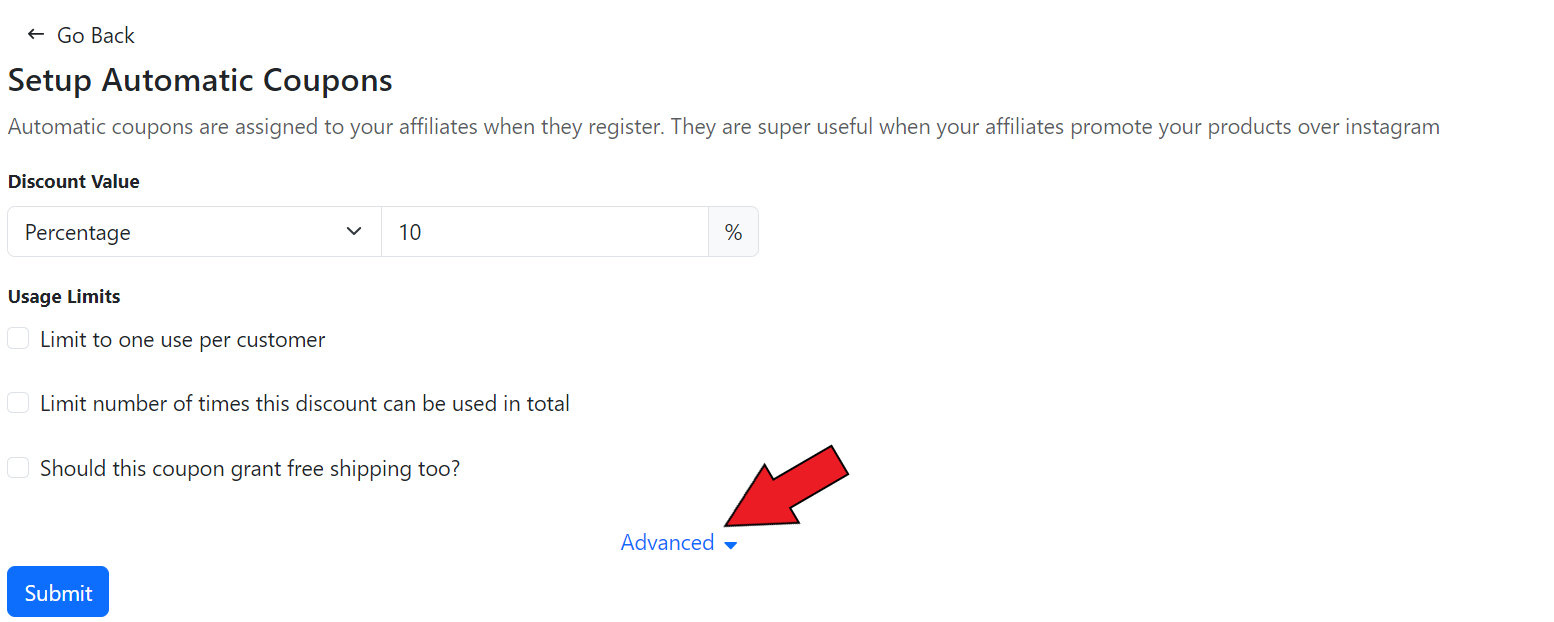 ← Go Back
Setup Automatic Coupons
Automatic coupons are assigned to your affiliates when they register. They are super useful when your affiliates promote your products over instagram
Discount Value
Percentage 10 %
Usage Limits
Limit to one use per customer
Limit number of times this discount can be used in total
Should this coupon grant free shipping too?
Advanced
Submit